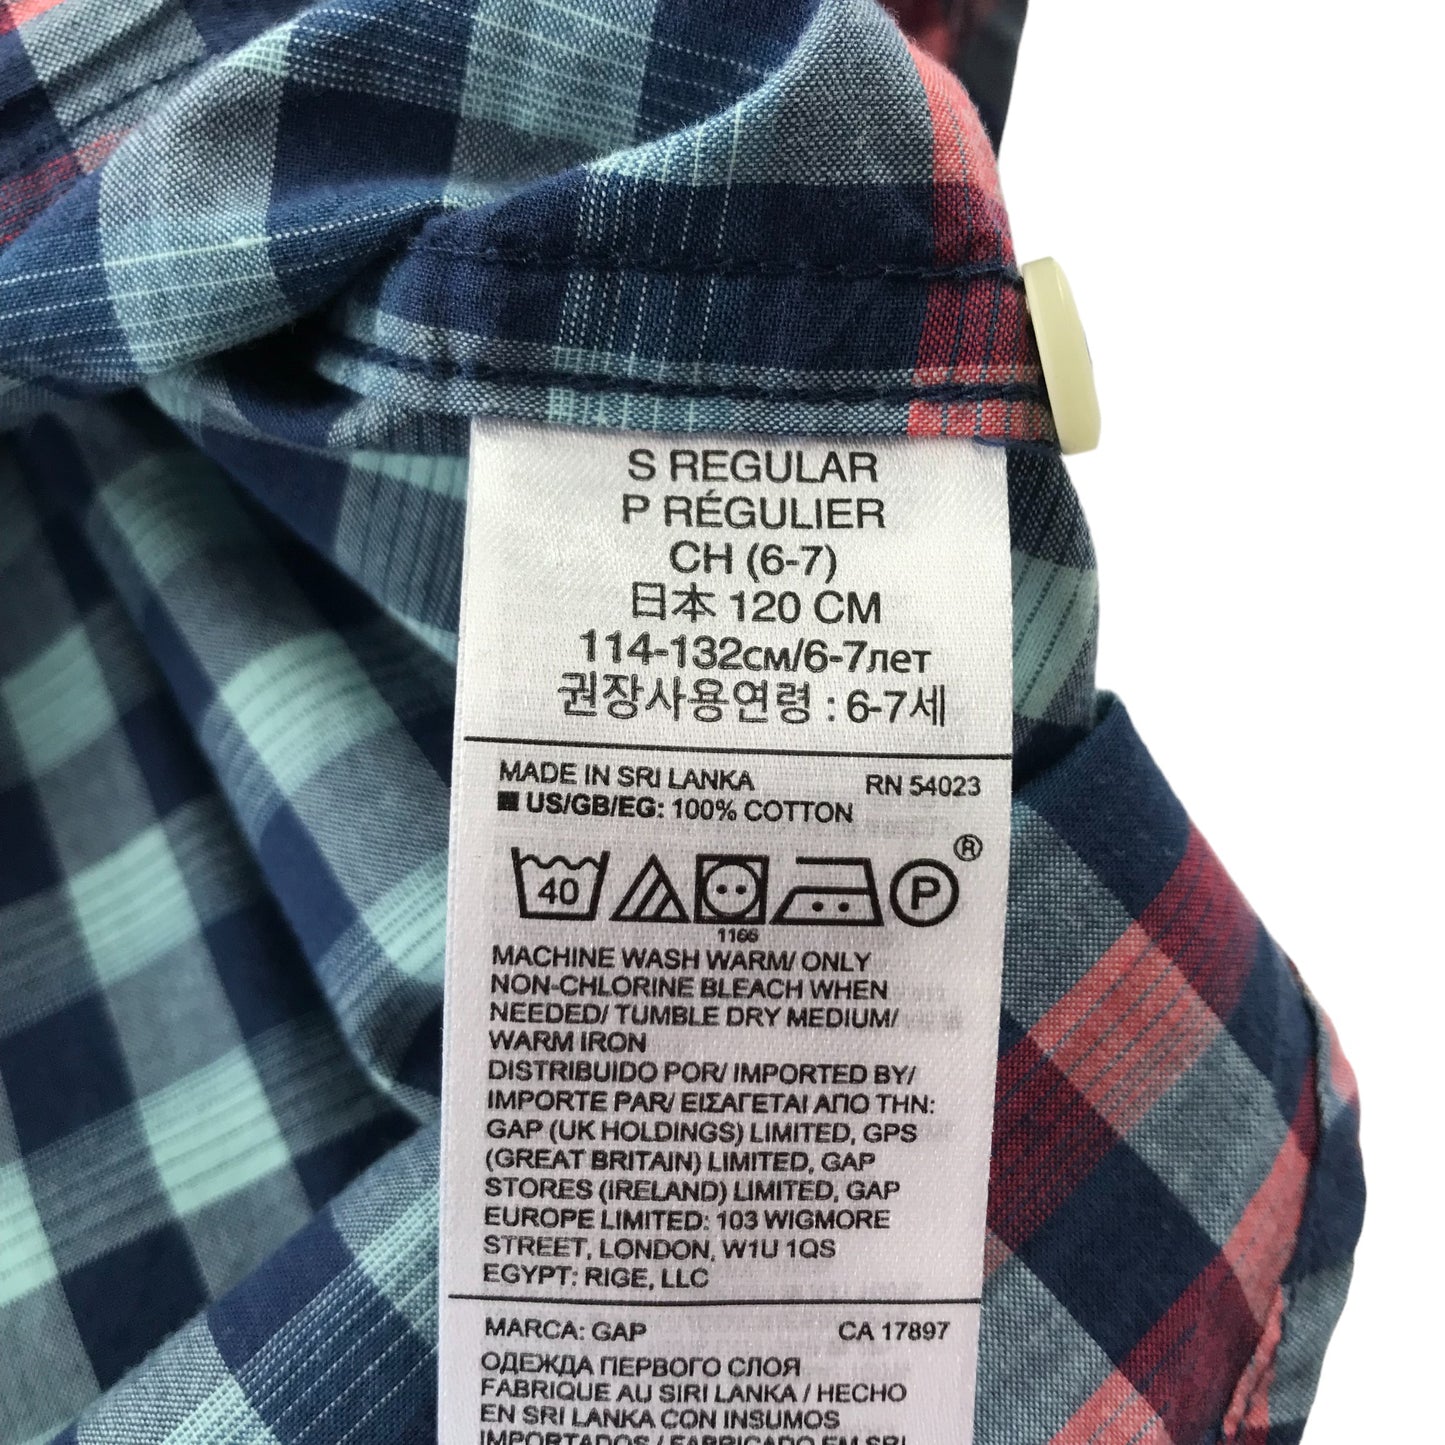 S REGULAR
P RÉGULIER
CH (6-7)
日本 120 CM
114-132см/6-7лет
권장사용연령 : 6-7세
MADE IN SRI LANKA RN 54023
US/GB/EG: 100% COTTON
40 P ®
1166
MACHINE WASH WARM/ ONLY
NON-CHLORINE BLEACH WHEN
NEEDED/ TUMBLE DRY MEDIUM/
WARM IRON
DISTRIBUIDO POR/ IMPORTED BY/
IMPORTE PAR/ ΕΙΣΑΓΕΤΑΙ ΑΠΟ ΤΗΝ:
GAP (UK HOLDINGS) LIMITED, GPS
(GREAT BRITAIN) LIMITED, GAP
STORES (IRELAND) LIMITED, GAP
EUROPE LIMITED: 103 WIGMORE
STREET, LONDON, W1U 1QS
EGYPT: RIGE, LLC
MARCA: GAP CA 17897
ОДЕЖДА ПЕРВОГО СЛОЯ
FABRIQUE AU SIRI LANKA / HECHO
EN SRI LANKA CON INSUMOS
IMPORTADOS / FABRICADO EM SRI